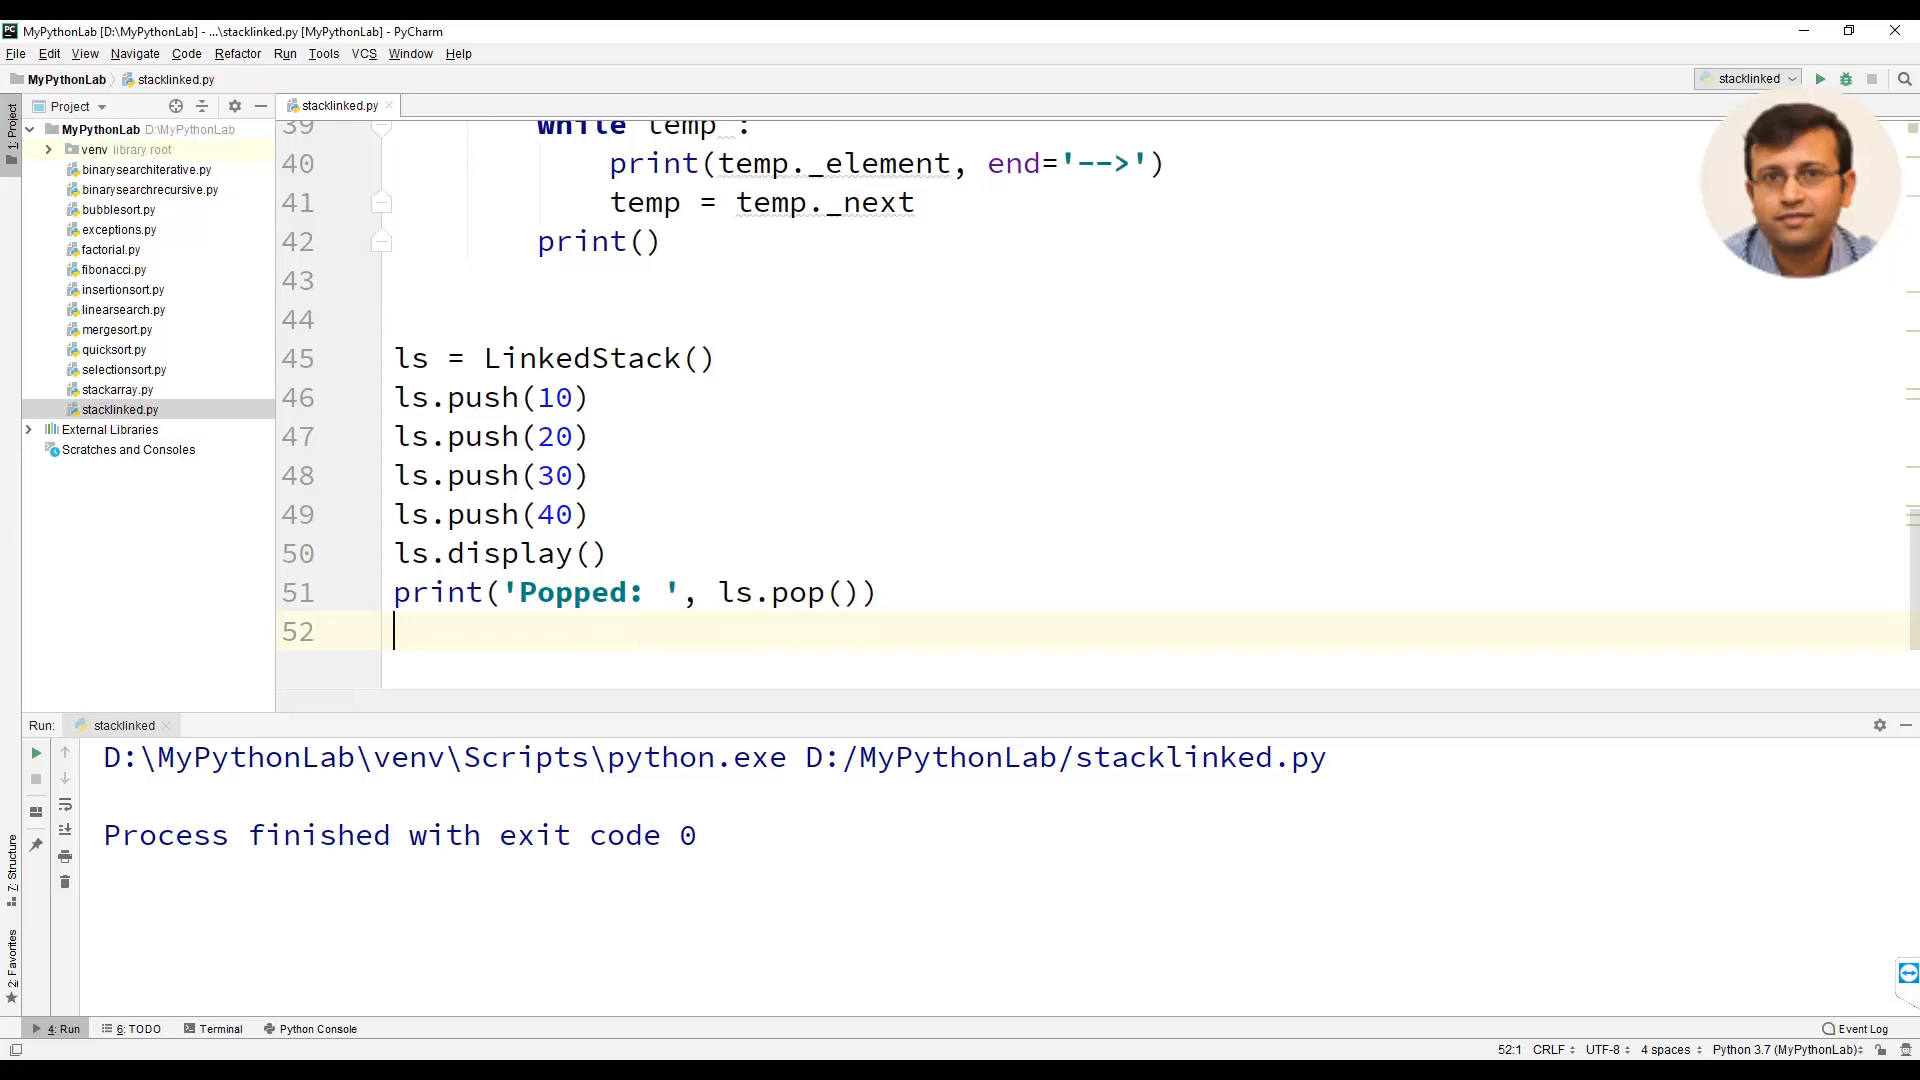 MyPythonLab [D:\MyPythonLab] - ...\stacklinked.py [MyPythonLab] - PyCharm
File Edit View Navigate Code Refactor Run Tools VCS Window Help
MyPythonLab stacklinked.py
stacklinked
1: Project
Project
stacklinked.py
MyPythonLab D:\MyPythonLab
venv library root
binarysearchiterative.py
binarysearchrecursive.py
bubblesort.py
exceptions.py
factorial.py
fibonacci.py
insertionsort.py
linearsearch.py
mergesort.py
quicksort.py
selectionsort.py
stackarray.py
stacklinked.py
External Libraries
Scratches and Consoles
39 while temp :
40 print(temp._element, end='-->')
41 temp = temp._next
42 print()
43
44
45 ls = LinkedStack()
46 ls.push(10)
47 ls.push(20)
48 ls.push(30)
49 ls.push(40)
50 ls.display()
51 print('Popped: ', ls.pop())
52
Run: stacklinked
D:\MyPythonLab\venv\Scripts\python.exe D:/MyPythonLab/stacklinked.py
Process finished with exit code 0
7: Structure
2: Favorites
4: Run 6: TODO Terminal Python Console Event Log
52:1 CRLF UTF-8 4 spaces Python 3.7 (MyPythonLab)